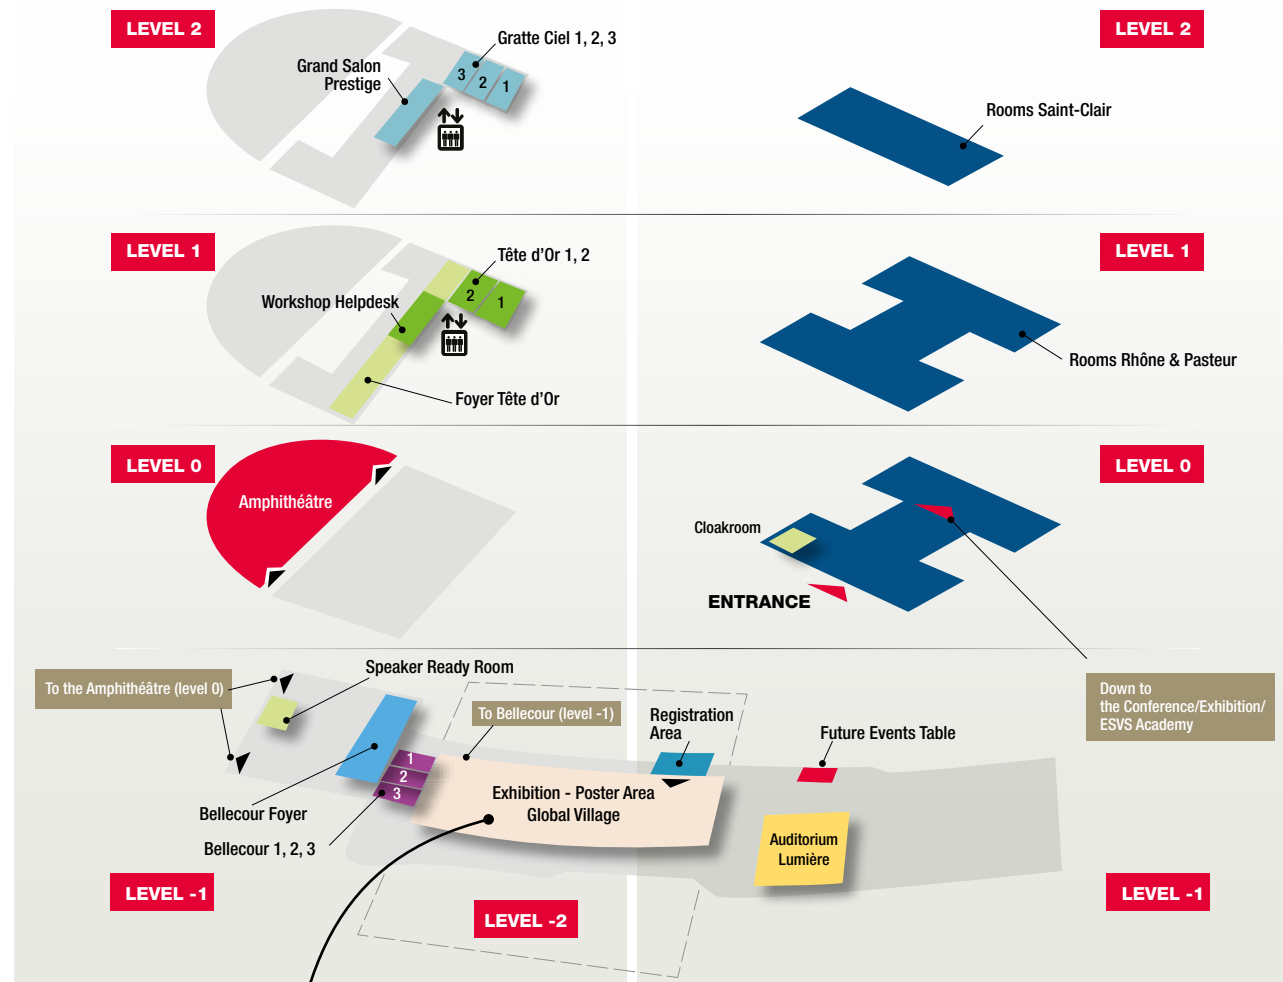 LEVEL 2
LEVEL 2
Gratte Ciel 1, 2, 3
Grand Salon
Prestige
3
2
1
Rooms Saint-Clair
LEVEL 1
LEVEL 1
Tête d'Or 1, 2
Workshop Helpdesk
2
1
Rooms Rhône & Pasteur
Foyer Tête d'Or
LEVEL 0
LEVEL 0
Amphithéâtre
Cloakroom
ENTRANCE
Speaker Ready Room
To the Amphithéâtre (level 0)
Down to
the Conference/Exhibition/
ESVS Academy
To Bellecour (level -1)
Registration
Area
Future Events Table
1
2
3
Exhibition - Poster Area
Global Village
Bellecour Foyer
Bellecour 1, 2, 3
Auditorium
Lumière
LEVEL -1
LEVEL -2
LEVEL -1